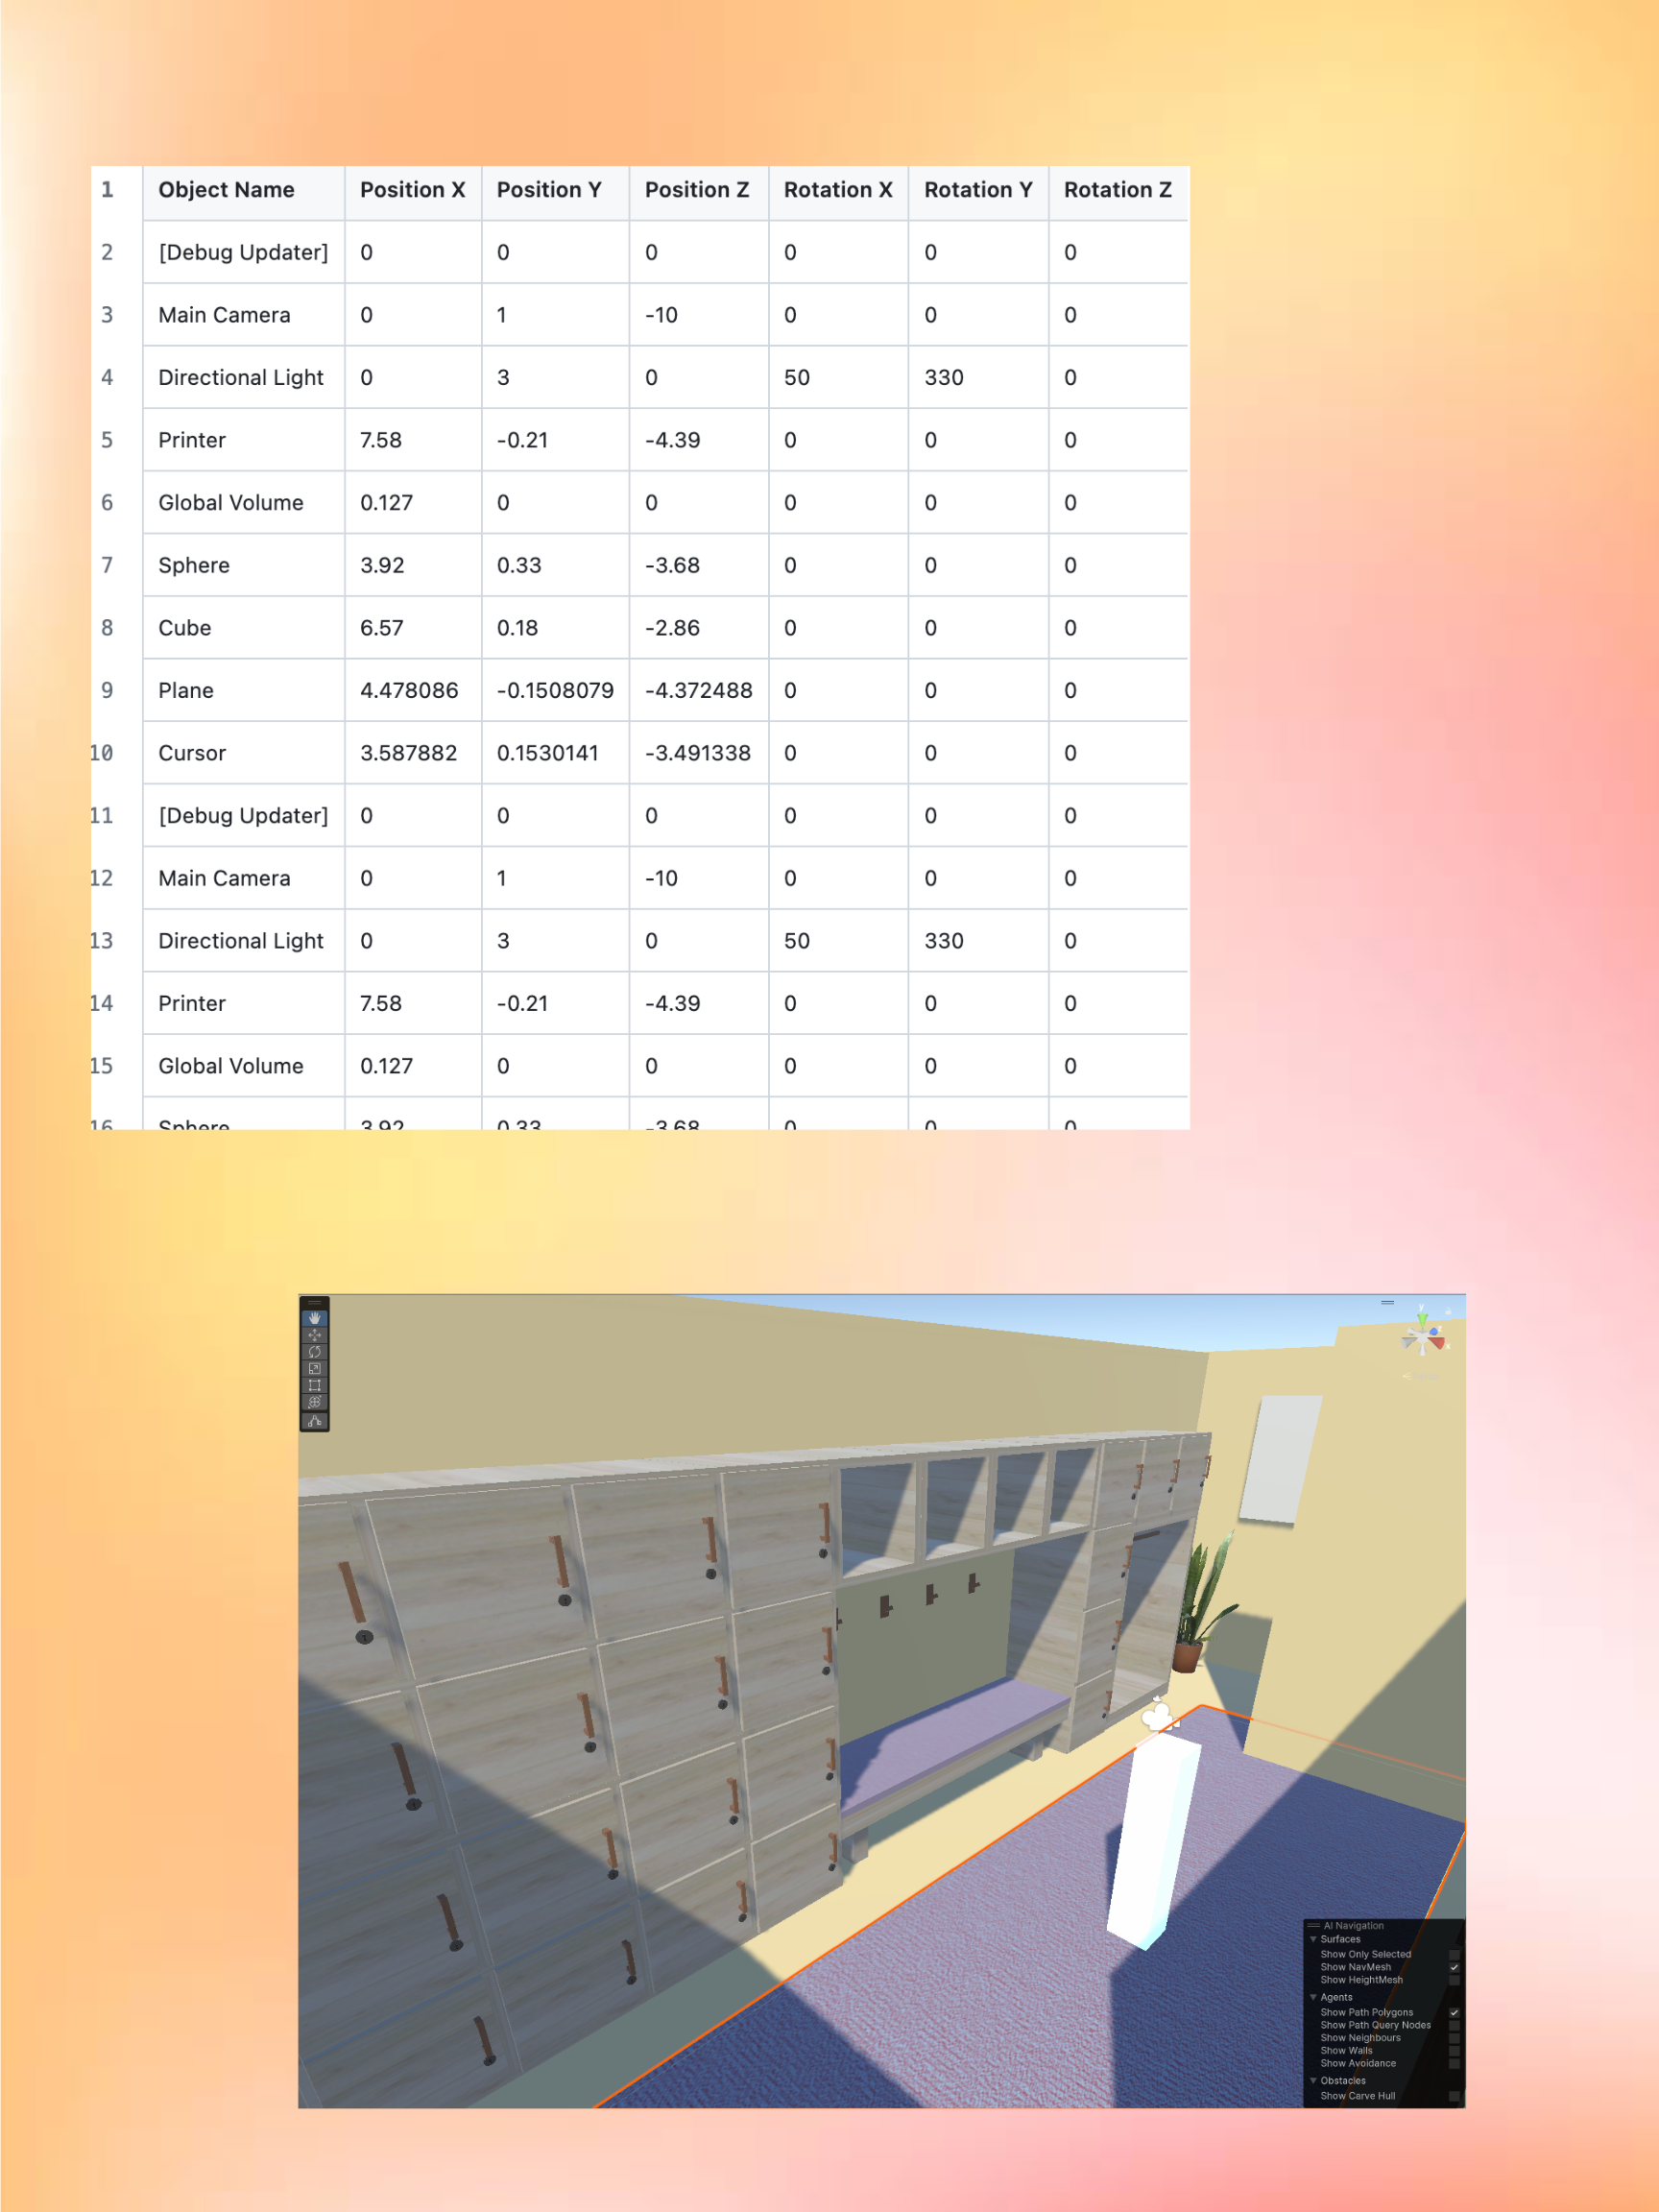 1 Object Name Position X Position Y Position Z Rotation X Rotation Y Rotation Z
2 [Debug Updater] 0 0 0 0 0 0
3 Main Camera 0 1 -10 0 0 0
4 Directional Light 0 3 0 50 330 0
5 Printer 7.58 -0.21 -4.39 0 0 0
6 Global Volume 0.127 0 0 0 0 0
7 Sphere 3.92 0.33 -3.68 0 0 0
8 Cube 6.57 0.18 -2.86 0 0 0
9 Plane 4.478086 -0.1508079 -4.372488 0 0 0
10 Cursor 3.587882 0.1530141 -3.491338 0 0 0
11 [Debug Updater] 0 0 0 0 0 0
12 Main Camera 0 1 -10 0 0 0
13 Directional Light 0 3 0 50 330 0
14 Printer 7.58 -0.21 -4.39 0 0 0
15 Global Volume 0.127 0 0 0 0 0
16 Sphere 3.92 0.33 -3.68 0 0 0
y
x
AI Navigation
Surfaces
Show Only Selected
Show NavMesh
Show HeightMesh
Agents
Show Path Polygons
Show Path Query Nodes
Show Neighbours
Show Walls
Show Avoidance
Obstacles
Show Carve Hull